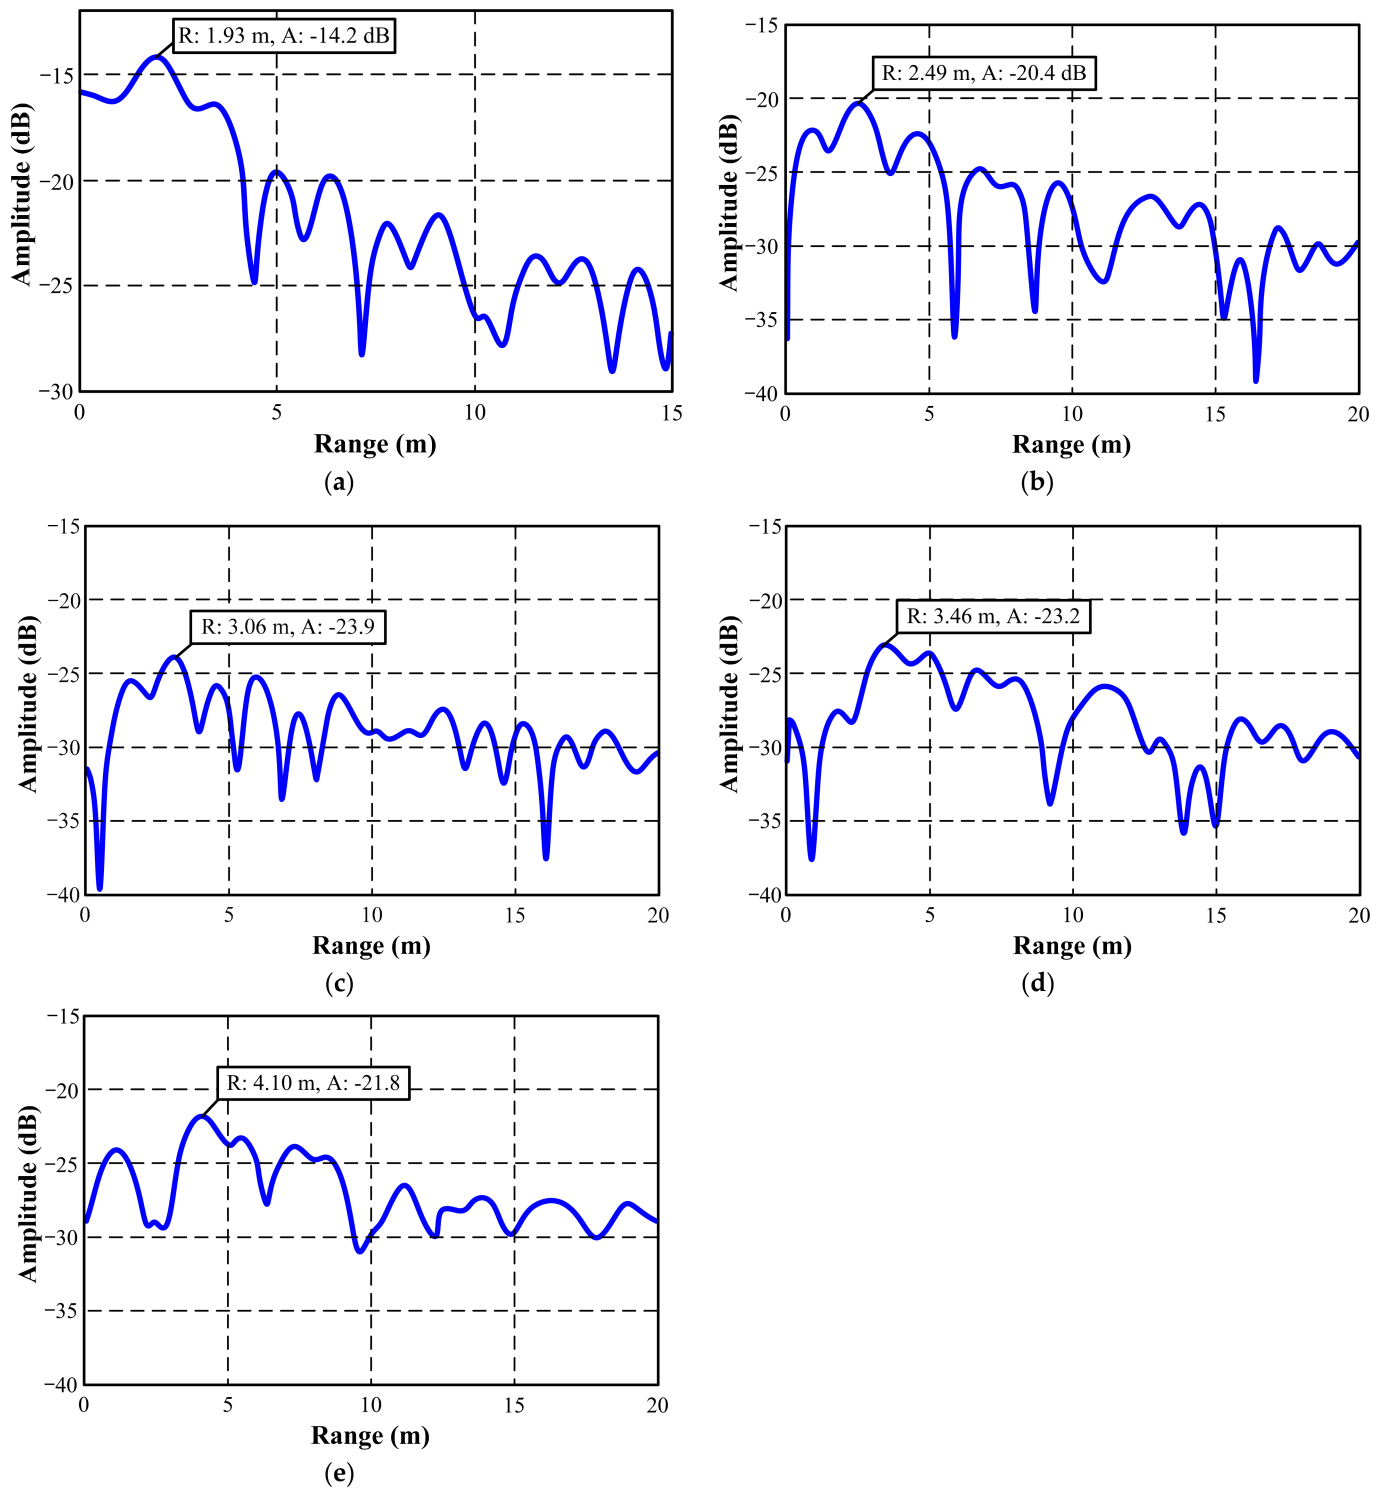 R: 1.93 m, A: -14.2 dB
−15
−20
−25
−30
0
5
10
15
Amplitude (dB)
Range (m)
(a)
−15
R: 2.49 m, A: -20.4 dB
−20
−25
−30
−35
−40
0
5
10
15
20
Amplitude (dB)
Range (m)
(b)
−15
−20
R: 3.06 m, A: -23.9
−25
−30
−35
−40
0
5
10
15
20
Amplitude (dB)
Range (m)
(c)
−15
−20
R: 3.46 m, A: -23.2
−25
−30
−35
−40
0
5
10
15
20
Amplitude (dB)
Range (m)
(d)
−15
R: 4.10 m, A: -21.8
−20
−25
−30
−35
−40
0
5
10
15
20
Amplitude (dB)
Range (m)
(e)